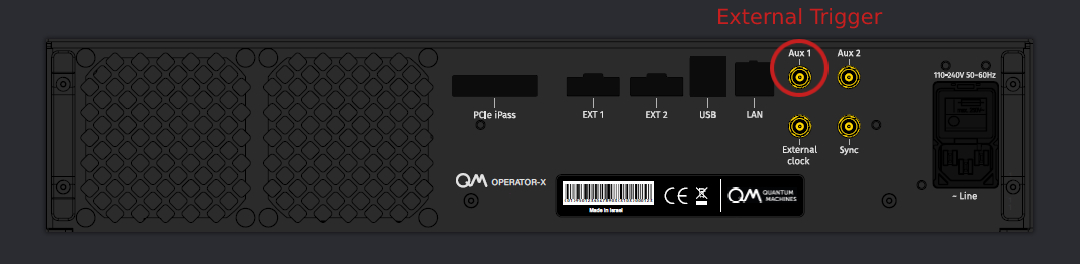 External Trigger
Aux 1
Aux 2
110-240V 50-60Hz
PCIe iPass
EXT 1
EXT 2
USB
LAN
External
clock
Sync
QM OPERATOR-X
QM QUANTUM
MACHINES
Made in Israel
~ Line